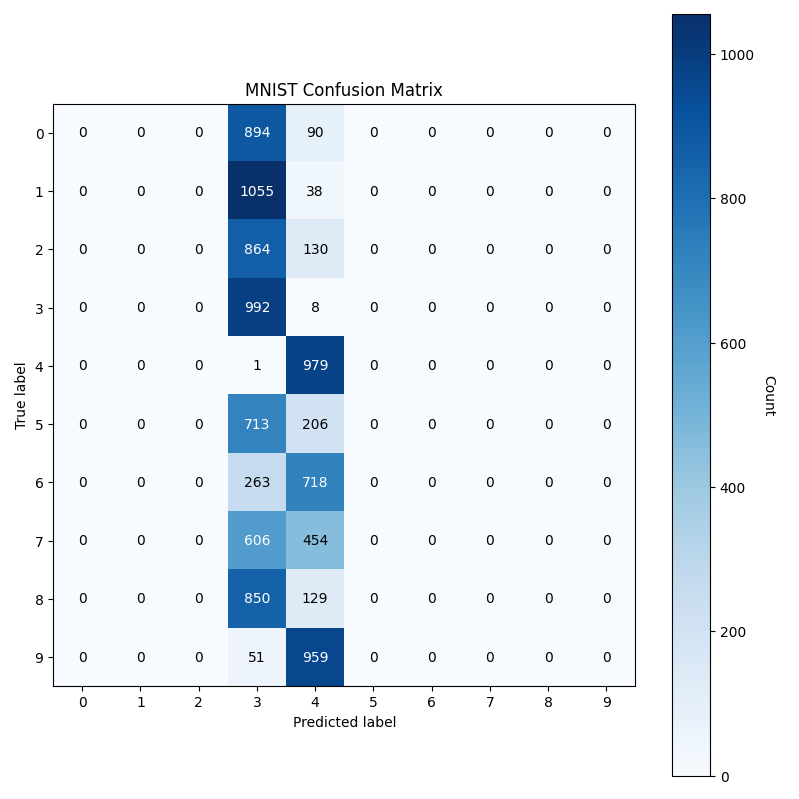 MNIST Confusion Matrix
0 0 0 0 894 90 0 0 0 0 0
1 0 0 0 1055 38 0 0 0 0 0
2 0 0 0 864 130 0 0 0 0 0
3 0 0 0 992 8 0 0 0 0 0
4 0 0 0 1 979 0 0 0 0 0
5 0 0 0 713 206 0 0 0 0 0
6 0 0 0 263 718 0 0 0 0 0
7 0 0 0 606 454 0 0 0 0 0
8 0 0 0 850 129 0 0 0 0 0
9 0 0 0 51 959 0 0 0 0 0
0 1 2 3 4 5 6 7 8 9
Predicted label
True label
1000
800
600
400
200
0
Count